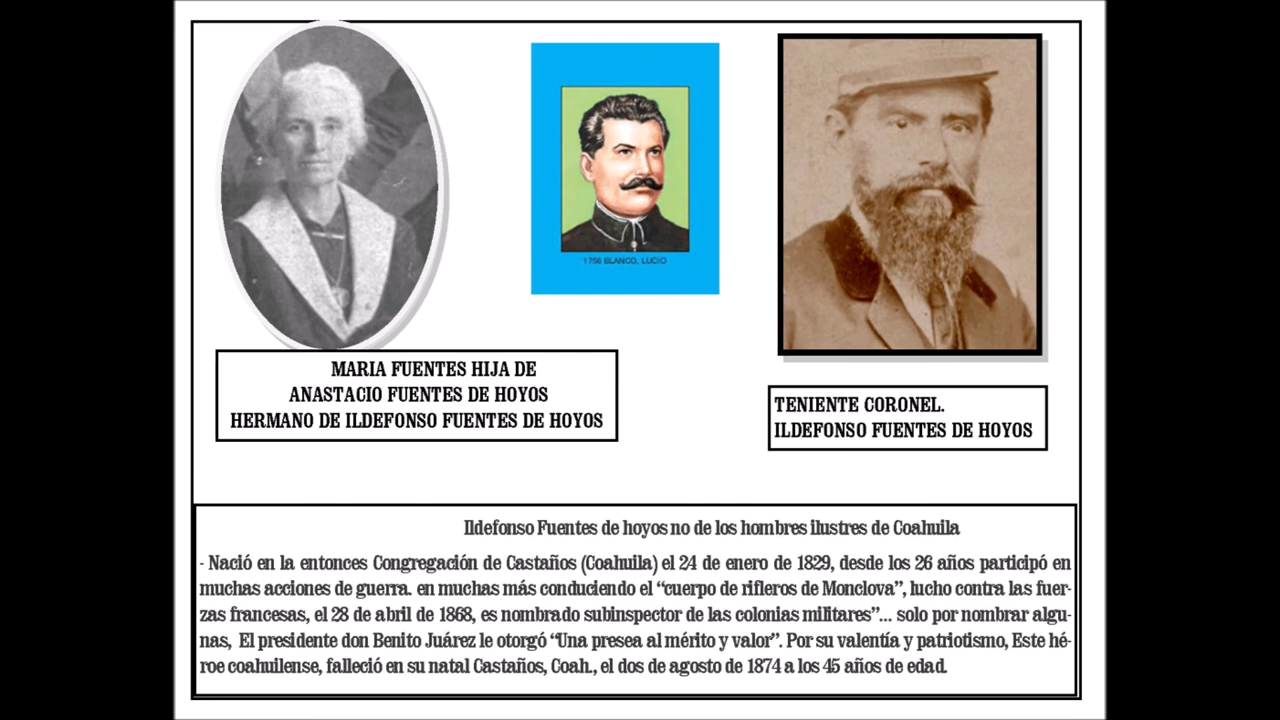 1756 BLANCO, LUCIO
MARIA FUENTES HIJA DE
ANASTACIO FUENTES DE HOYOS
HERMANO DE ILDEFONSO FUENTES DE HOYOS
TENIENTE CORONEL.
ILDEFONSO FUENTES DE HOYOS
Ildefonso Fuentes de hoyos no de los hombres ilustres de Coahuila
- Nació en la entonces Congregación de Castaños (Coahuila) el 24 de enero de 1829, desde los 26 años participó en
muchas acciones de guerra. en muchas más conduciendo el “cuerpo de rifleros de Monclova”, lucho contra las fuer-
zas francesas, el 28 de abril de 1868, es nombrado subinspector de las colonias militares”... solo por nombrar algu-
nas, El presidente don Benito Juárez le otorgó “Una presea al mérito y valor”. Por su valentía y patriotismo, Este hé-
roe coahuilense, falleció en su natal Castaños, Coah., el dos de agosto de 1874 a los 45 años de edad.